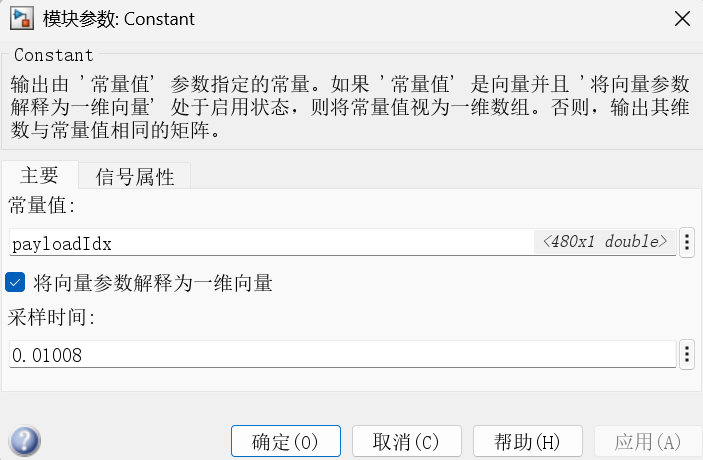 模块参数: Constant
Constant
输出由 '常量值' 参数指定的常量。如果 '常量值' 是向量并且 '将向量参数
解释为一维向量' 处于启用状态，则将常量值视为一维数组。否则，输出其维
数与常量值相同的矩阵。
主要 信号属性
常量值:
payloadIdx <480x1 double>
将向量参数解释为一维向量
采样时间:
0.01008
确定(O) 取消(C) 帮助(H) 应用(A)